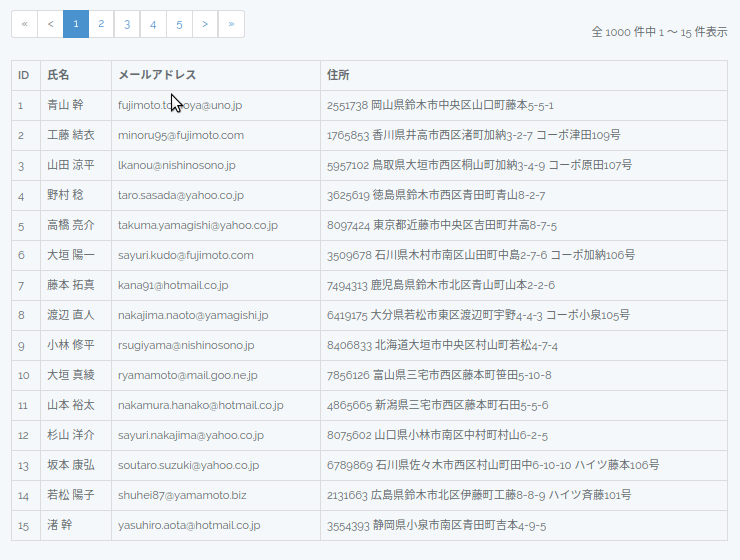 « < 1 2 3 4 5 > »
全 1000 件中 1 ～ 15 件表示
ID 氏名 メールアドレス 住所
1 青山 幹 fujimoto.to oya@uno.jp 2551738 岡山県鈴木市中央区山口町藤本5-5-1
2 工藤 結衣 minoru95@fujimoto.com 1765853 香川県井高市西区渚町加納3-2-7 コーポ津田109号
3 山田 涼平 lkanou@nishinosono.jp 5957102 鳥取県大垣市西区桐山町加納3-4-9 コーポ原田107号
4 野村 稔 taro.sasada@yahoo.co.jp 3625619 徳島県鈴木市西区青田町青山8-2-7
5 高橋 亮介 takuma.yamagishi@yahoo.co.jp 8097424 東京都近藤市中央区吉田町井高8-7-5
6 大垣 陽一 sayuri.kudo@fujimoto.com 3509678 石川県木村市南区山田町中島2-7-6 コーポ加納106号
7 藤本 拓真 kana91@hotmail.co.jp 7494313 鹿児島県鈴木市北区青山町山本2-2-6
8 渡辺 直人 nakajima.naoto@yamagishi.jp 6419175 大分県若松市東区渡辺町宇野4-4-3 コーポ小泉105号
9 小林 修平 rsugiyama@nishinosono.jp 8406833 北海道大垣市中央区村山町若松4-7-4
10 大垣 真綾 ryamamoto@mail.goo.ne.jp 7856126 富山県三宅市西区藤本町笹田5-10-8
11 山本 裕太 nakamura.hanako@hotmail.co.jp 4865665 新潟県三宅市西区藤本町石田5-5-6
12 杉山 洋介 sayuri.nakajima@yahoo.co.jp 8075602 山口県小林市南区中村町村山6-2-5
13 坂本 康弘 soutaro.suzuki@yahoo.co.jp 6789869 石川県佐々木市西区村山町田中6-10-10 ハイツ藤本106号
14 若松 陽子 shuhei87@yamamoto.biz 2131663 広島県鈴木市北区伊藤町工藤8-8-9 ハイツ斉藤101号
15 渚 幹 yasuhiro.aota@hotmail.co.jp 3554393 静岡県小泉市南区青田町吉本4-9-5